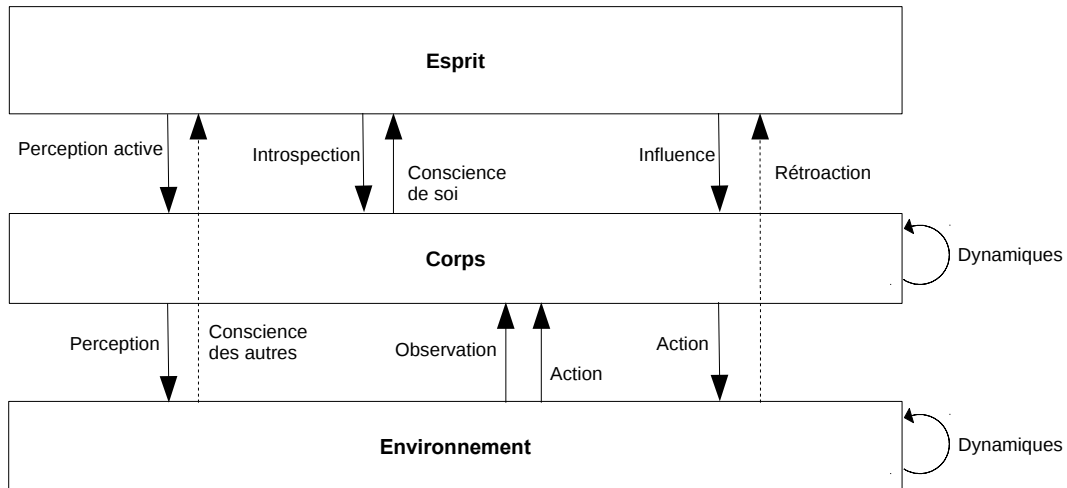 Esprit
Perception active
Introspection
Conscience
de soi
Influence
Rétroaction
Corps
Dynamiques
Perception
Conscience
des autres
Observation
Action
Action
Environnement
Dynamiques